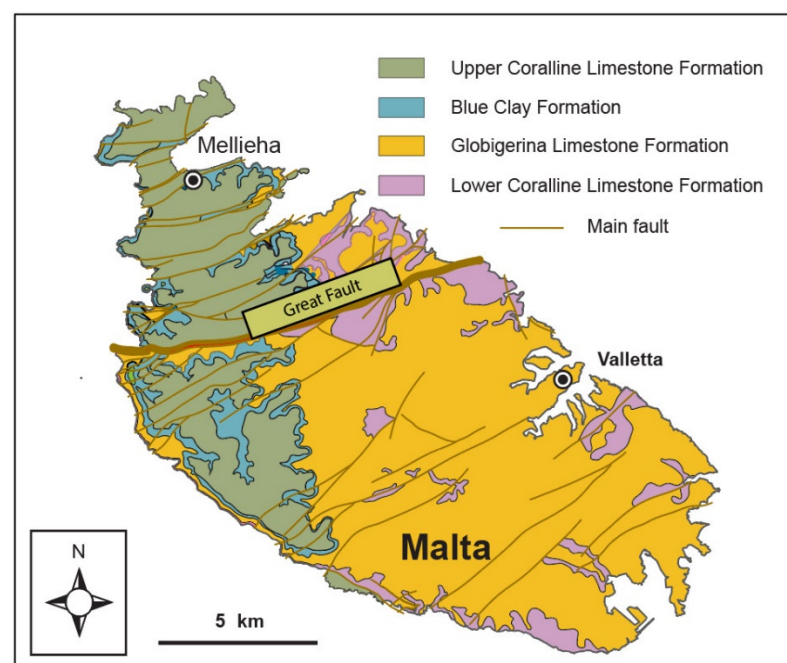 Upper Coralline Limestone Formation
Blue Clay Formation
Globigerina Limestone Formation
Lower Coralline Limestone Formation
Main fault
Mellieha
Great Fault
Valletta
Malta
N
5 km